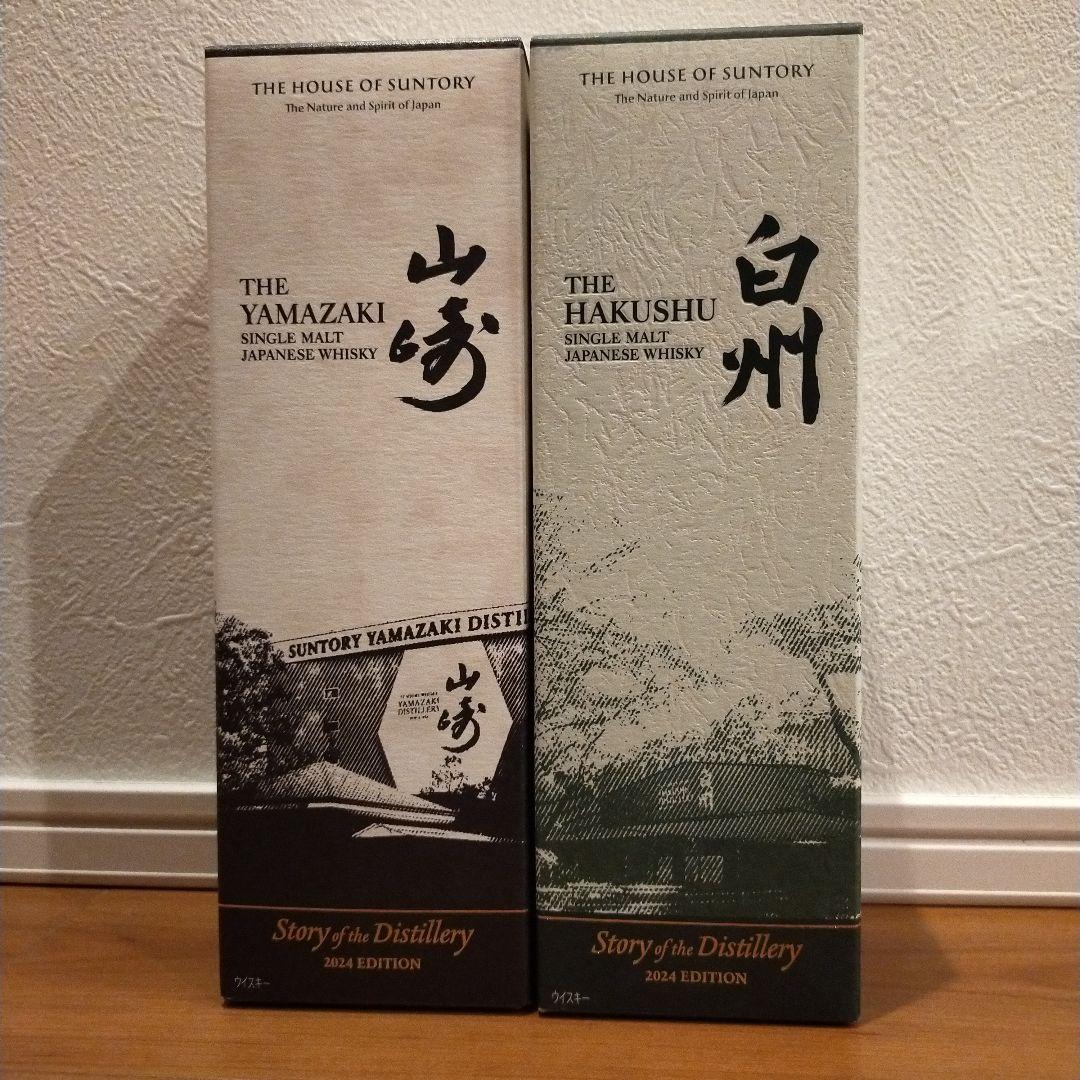 THE HOUSE OF SUNTORY
The Nature and Spirit of Japan
THE
YAMAZAKI
SINGLE MALT
JAPANESE WHISKY
山崎
SUNTORY YAMAZAKI DISTI
YAMAZAKI
DISTILLERY
山崎
Story of the Distillery
2024 EDITION
ウイスキー
THE HOUSE OF SUNTORY
The Nature and Spirit of Japan
THE
HAKUSHU
SINGLE MALT
JAPANESE WHISKY
白州
Story of the Distillery
2024 EDITION
ウイスキー